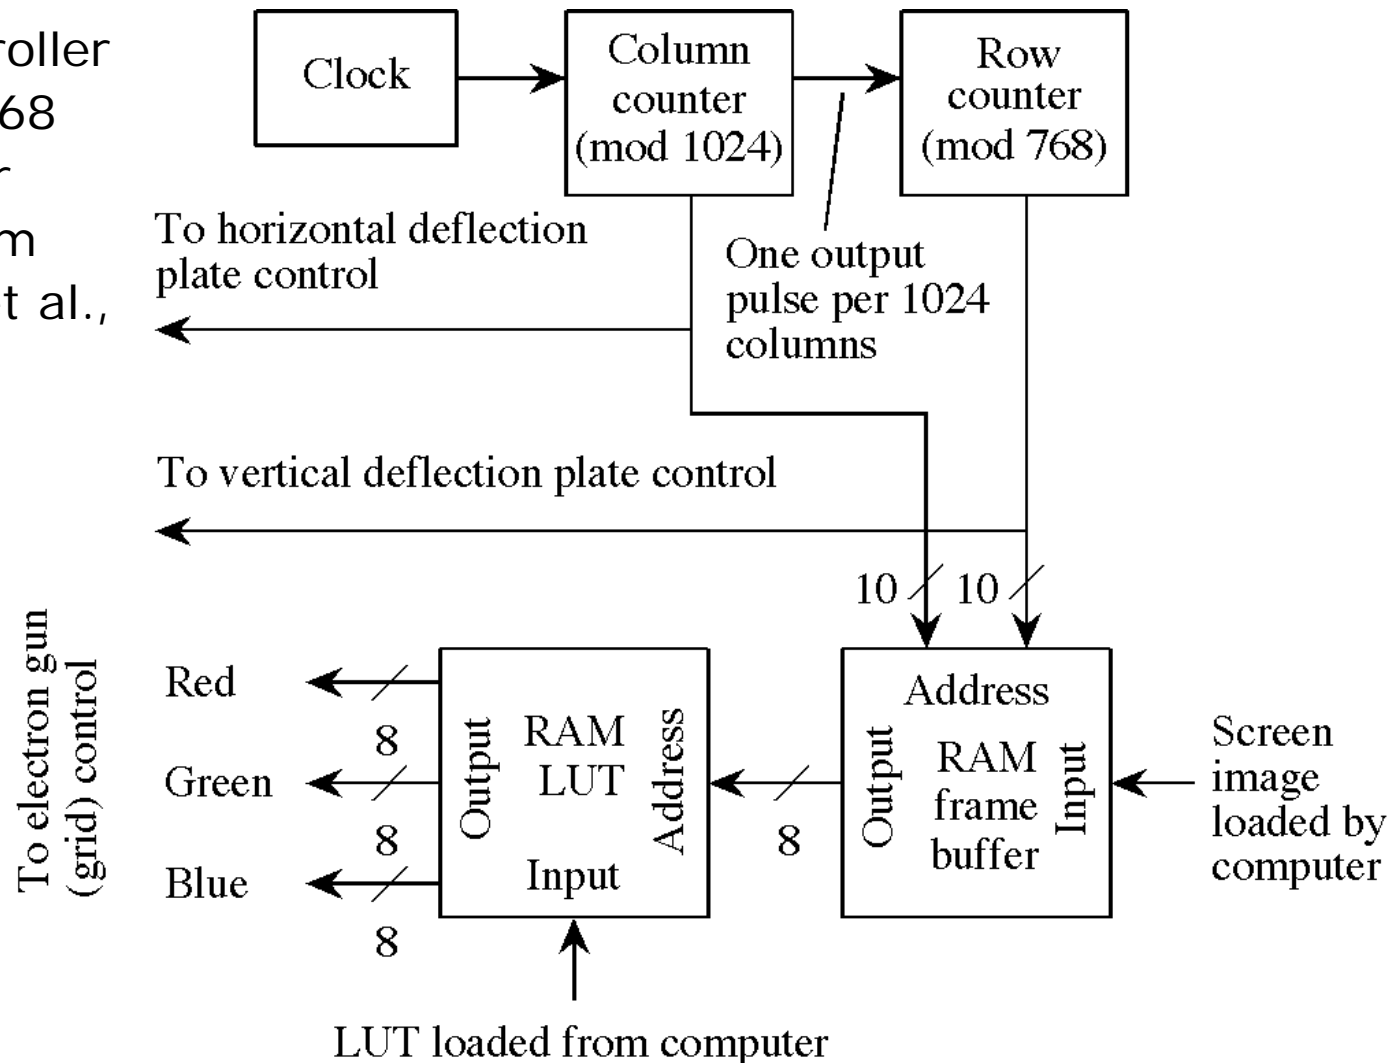 roller
68
r
m
t al.,
Clock
Column
counter
(mod 1024)
Row
counter
(mod 768)
To horizontal deflection
plate control
One output
pulse per 1024
columns
To vertical deflection plate control
10
10
To electron gun
(grid) control
Red
8
Green
8
Blue
8
Output
RAM
LUT
Address
Input
8
Address
Output
RAM
frame
buffer
Input
Screen
image
loaded by
computer
LUT loaded from computer